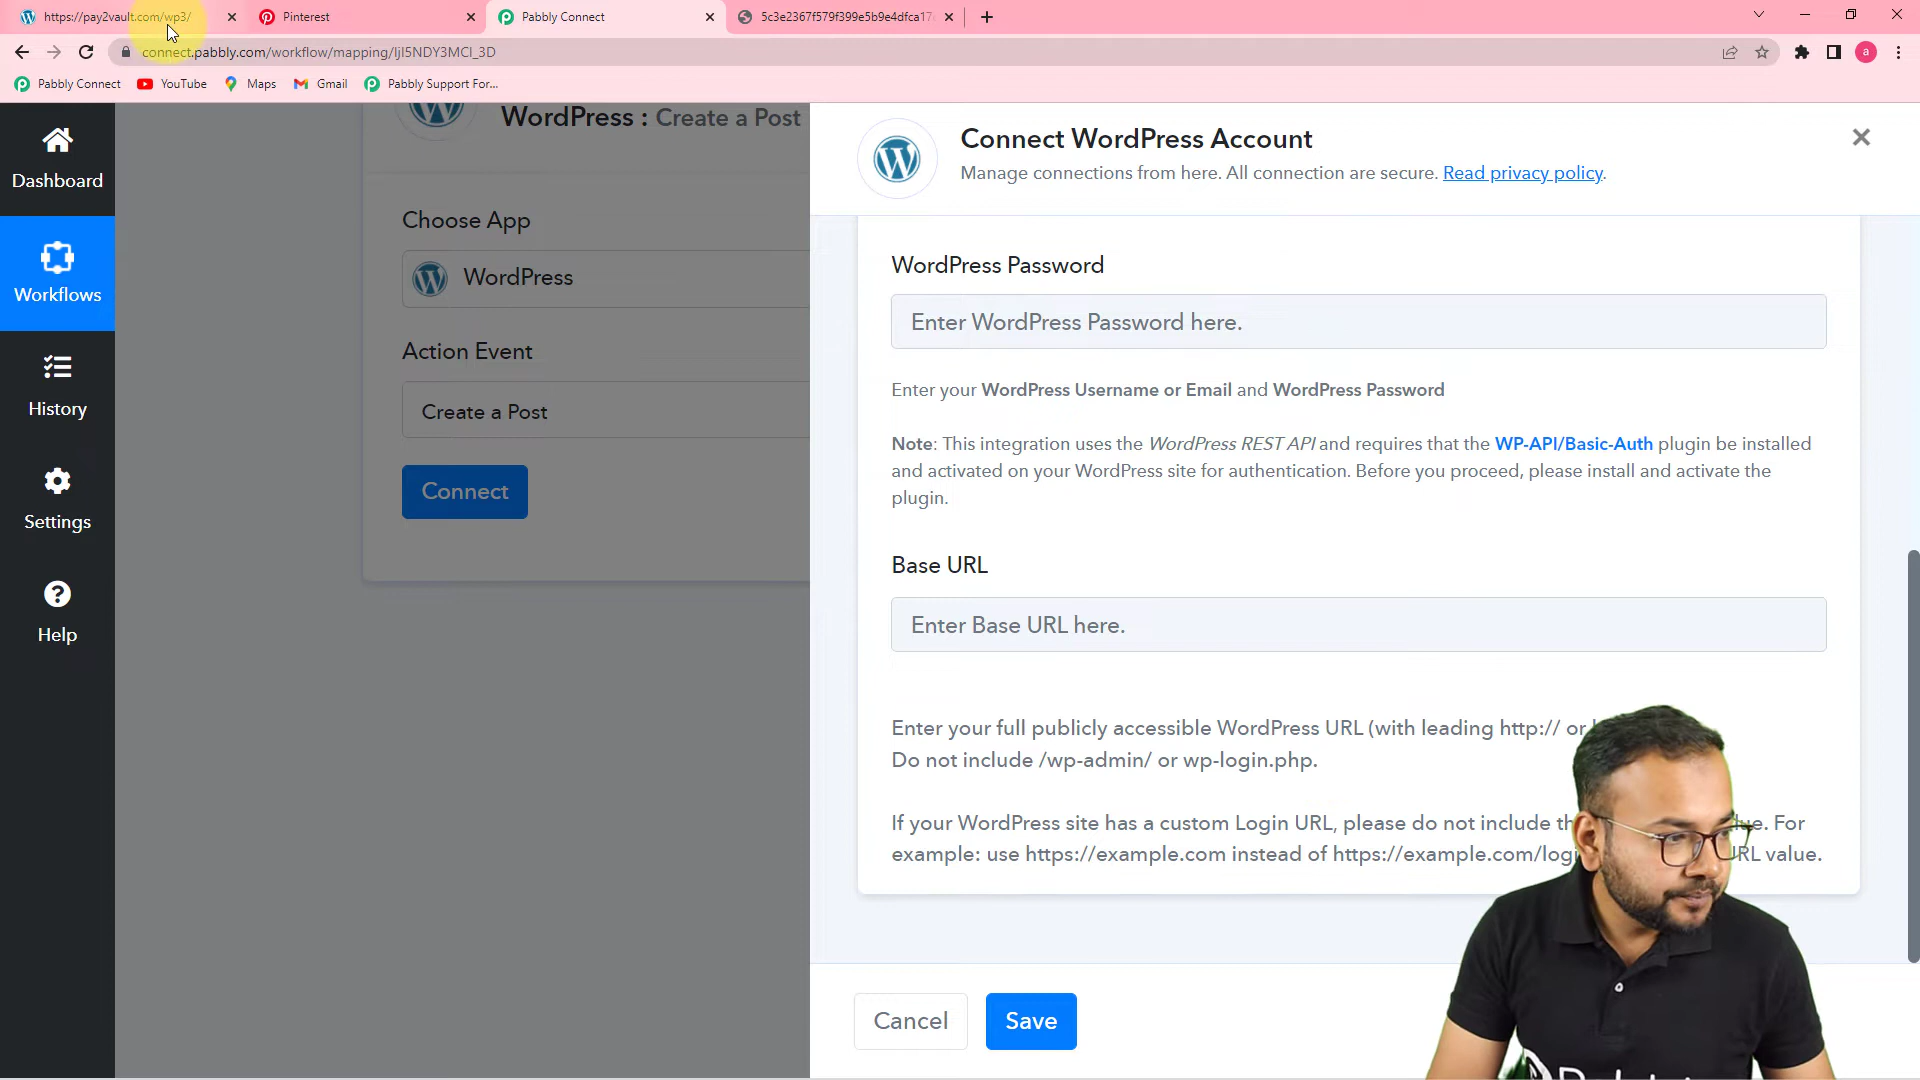 https://pay2vault.com/wp3/
Pinterest
Pabbly Connect
5c3e2367f579f399e5b9e4dfca17
connect.pabbly.com/workflow/mapping/IjI5NDY3MCI_3D
a
Pabbly Connect
YouTube
Maps
Gmail
Pabbly Support For...
Dashboard
Workflows
History
Settings
Help
WordPress : Create a Post
Choose App
WordPress
Action Event
Create a Post
Connect
Connect WordPress Account
Manage connections from here. All connection are secure. Read privacy policy.
WordPress Password
Enter WordPress Password here.
Enter your WordPress Username or Email and WordPress Password
Note: This integration uses the WordPress REST API and requires that the WP-API/Basic-Auth plugin be installed
and activated on your WordPress site for authentication. Before you proceed, please install and activate the
plugin.
Base URL
Enter Base URL here.
Enter your full publicly accessible WordPress URL (with leading http:// or
Do not include /wp-admin/ or wp-login.php.
If your WordPress site has a custom Login URL, please do not include For
example: use https://example.com instead of https://example.com/logi URL value.
Cancel
Save